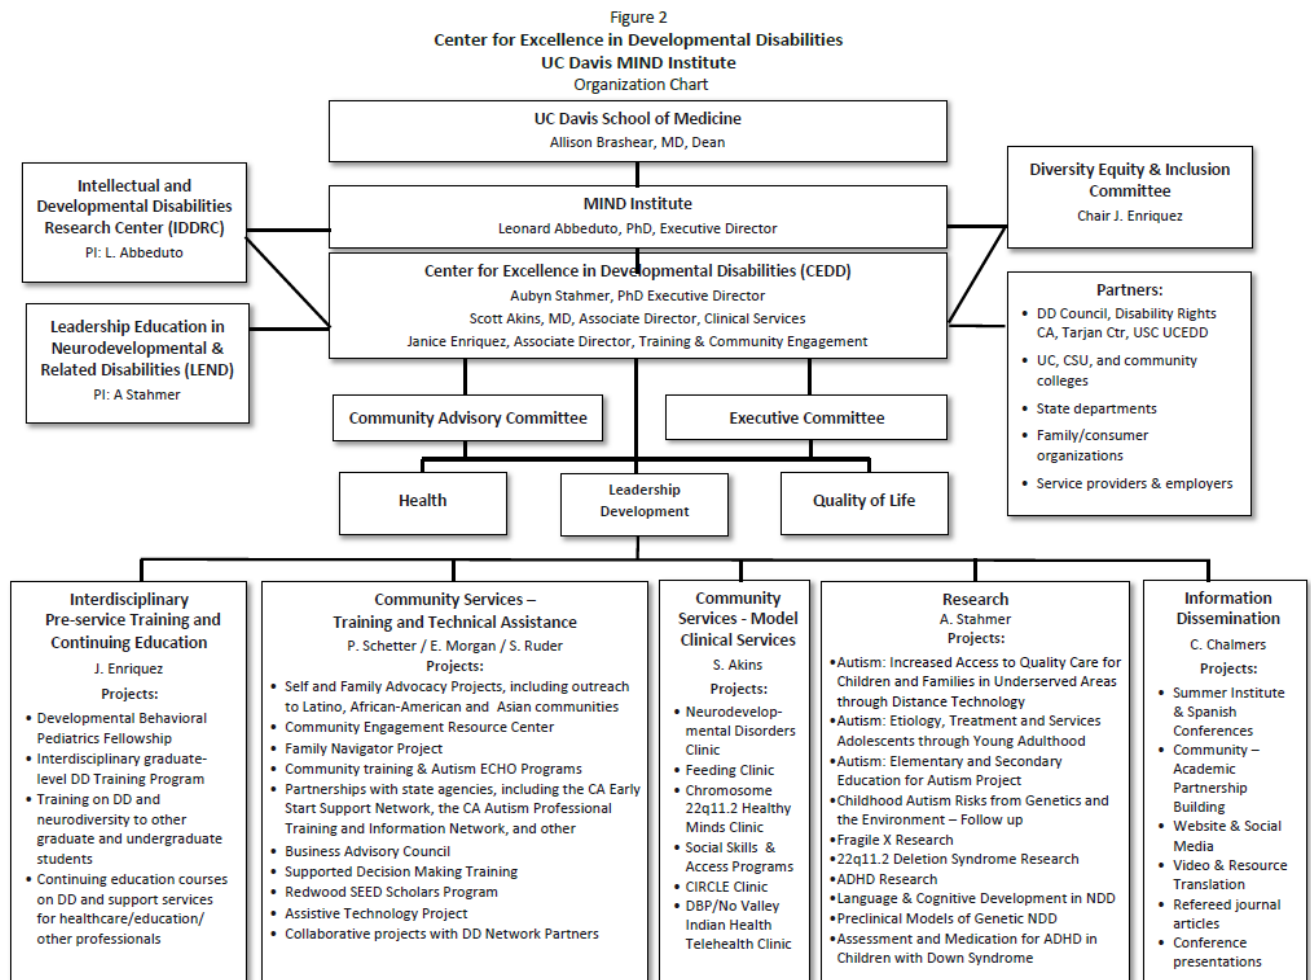 Figure 2
Center for Excellence in Developmental Disabilities
UC Davis MIND Institute
Organization Chart
UC Davis School of Medicine
Allison Brashear, MD, Dean
Intellectual and
Developmental Disabilities
Research Center (IDDRC)
PI: L. Abbeduto
MIND Institute
Leonard Abbeduto, PhD, Executive Director
Diversity Equity & Inclusion
Committee
Chair J. Enriquez
Center for Excellence in Developmental Disabilities (CEDD)
Aubyn Stahmer, PhD Executive Director
Scott Akins, MD, Associate Director, Clinical Services
Janice Enriquez, Associate Director, Training & Community Engagement
Leadership Education in
Neurodevelopmental &
Related Disabilities (LEND)
PI: A Stahmer
Partners:
• DD Council, Disability Rights
CA, Tarjan Ctr, USC UCEDD
• UC, CSU, and community
colleges
• State departments
• Family/consumer
organizations
• Service providers & employers
Community Advisory Committee
Executive Committee
Health
Leadership
Development
Quality of Life
Interdisciplinary
Pre-service Training and
Continuing Education
J. Enriquez
Projects:
• Developmental Behavioral
Pediatrics Fellowship
• Interdisciplinary graduate-
level DD Training Program
• Training on DD and
neurodiversity to other
graduate and undergraduate
students
• Continuing education courses
on DD and support services
for healthcare/education/
other professionals
Community Services –
Training and Technical Assistance
P. Schetter / E. Morgan / S. Ruder
Projects:
• Self and Family Advocacy Projects, including outreach
to Latino, African-American and Asian communities
• Community Engagement Resource Center
• Family Navigator Project
• Community training & Autism ECHO Programs
• Partnerships with state agencies, including the CA Early
Start Support Network, the CA Autism Professional
Training and Information Network, and other
• Business Advisory Council
• Supported Decision Making Training
• Redwood SEED Scholars Program
• Assistive Technology Project
• Collaborative projects with DD Network Partners
Community
Services - Model
Clinical Services
S. Akins
Projects:
• Neurodevelop-
mental Disorders
Clinic
• Feeding Clinic
• Chromosome
22q11.2 Healthy
Minds Clinic
• Social Skills &
Access Programs
• CIRCLE Clinic
• DBP/No Valley
Indian Health
Telehealth Clinic
Research
A. Stahmer
Projects:
•Autism: Increased Access to Quality Care for
Children and Families in Underserved Areas
through Distance Technology
•Autism: Etiology, Treatment and Services
Adolescents through Young Adulthood
•Autism: Elementary and Secondary
Education for Autism Project
•Childhood Autism Risks from Genetics and
the Environment – Follow up
•Fragile X Research
•22q11.2 Deletion Syndrome Research
•ADHD Research
•Language & Cognitive Development in NDD
•Preclinical Models of Genetic NDD
•Assessment and Medication for ADHD in
Children with Down Syndrome
Information
Dissemination
C. Chalmers
Projects:
• Summer Institute
& Spanish
Conferences
• Community –
Academic
Partnership
Building
• Website & Social
Media
• Video & Resource
Translation
• Refereed journal
articles
• Conference
presentations